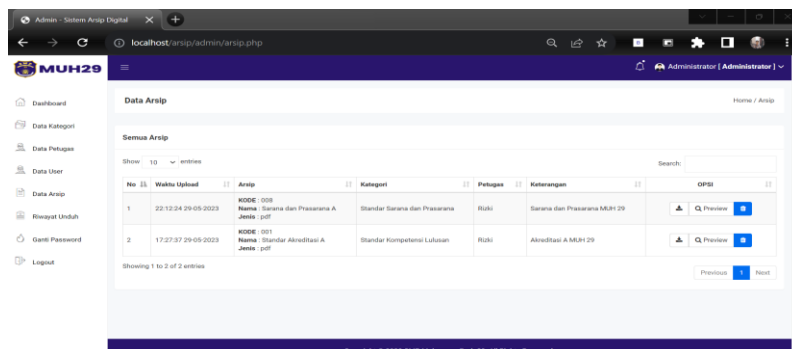 Admin - Sistem Arsip Digital
localhost/arsip/admin/arsip.php
MUH29
Administrator [ Administrator ]
Dashboard
Data Kategori
Data Petugas
Data User
Data Arsip
Riwayat Unduh
Ganti Password
Logout
Data Arsip
Home / Arsip
Semua Arsip
Show 10 entries
Search:
No Waktu Upload Arsip Kategori Petugas Keterangan OPSI
1 22:12:24 29-05-2023 KODE : 008 Standar Sarana dan Prasarana Rizki Sarana dan Prasarana MUH 29 Preview
Nama : Sarana dan Prasarana A
Jenis : pdf
2 17:27:37 29-05-2023 KODE : 001 Standar Kompetensi Lulusan Rizki Akreditasi A MUH 29 Preview
Nama : Standar Akreditasi A
Jenis : pdf
Showing 1 to 2 of 2 entries
Previous 1 Next